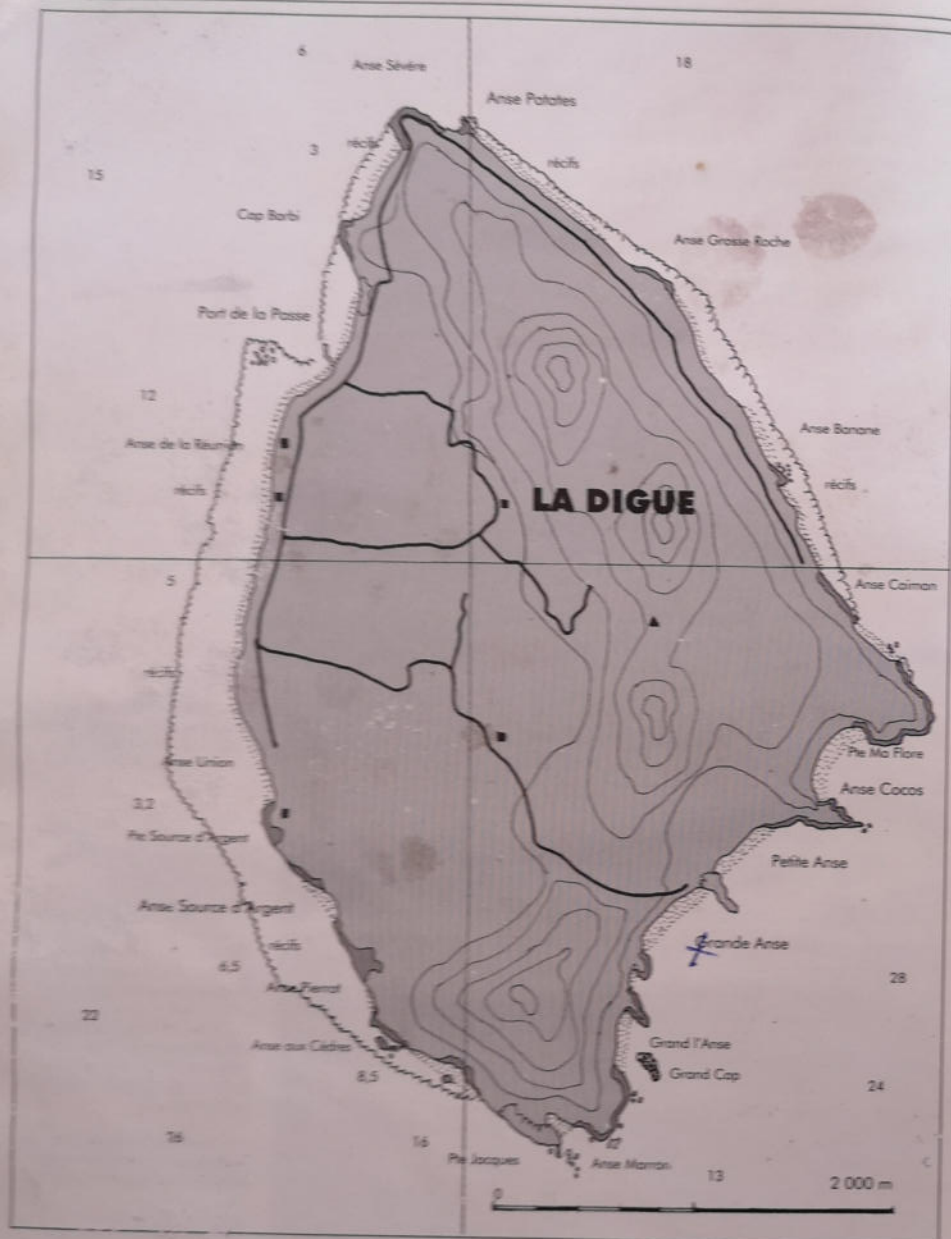 6
Anse Sévère
18
Anse Patates
récifs
3
récifs
15
Cap Barbi
Anse Grosse Roche
Port de la Passe
12
Anse Banane
Anse de la Réunion
récifs
récifs
LA DIGUE
5
Anse Caiman
récifs
Pte Ma Flore
Anse Union
Anse Cocos
3,2
Pte Source d'Argent
Petite Anse
Anse Source d'Argent
Grande Anse
récifs
6,5
28
Anse Pierrot
22
Grand l'Anse
Anse aux Cèdres
Grand Cap
8,5
24
16
Pte Jacques
Anse Marron
13
2 000 m
0